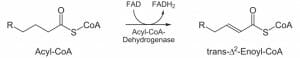 O
R
S
CoA
Acyl-CoA
FAD
FADH2
Acyl-CoA-
Dehydrogenase
O
R
S
CoA
trans-Δ²-Enoyl-CoA